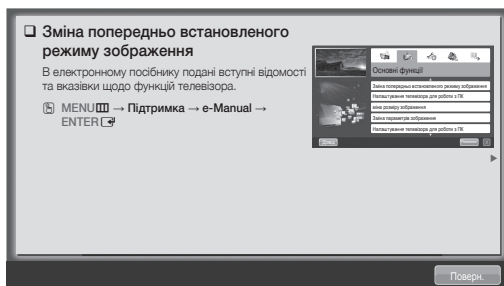 ❑ Зміна попередньо встановленого
режиму зображення
В електронному посібнику подані вступні відомості
та вказівки щодо функцій телевізора.
MENU → Підтримка → e-Manual →
ENTER
Основні функції
Зміна попередньо встановленого режиму зображення
Налаштування телевізора для роботи з ПК
міна розміру зображення
Зміна параметрів зображення
Налаштування телевізора для роботи з ПК
Поверн.